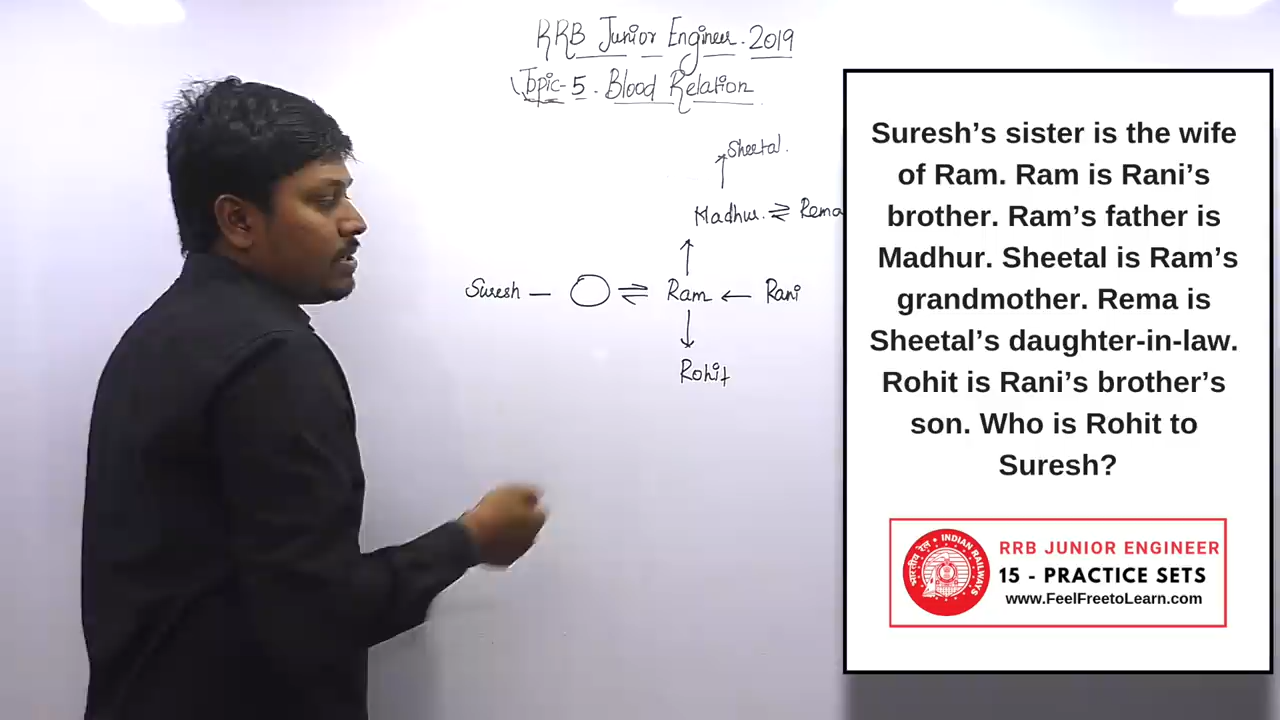 RRB Junior Engineer. 2019
Topic-5. Blood Relation
Sheetal.
Madhur. ⇌ Rema
Suresh — ⇌ Ram ← Rani
Rohit
Suresh’s sister is the wife
of Ram. Ram is Rani’s
brother. Ram’s father is
Madhur. Sheetal is Ram’s
grandmother. Rema is
Sheetal’s daughter-in-law.
Rohit is Rani’s brother’s
son. Who is Rohit to
Suresh?
भारतीय रेल • INDIAN RAILWAYS
RRB JUNIOR ENGINEER
15 - PRACTICE SETS
www.FeelFreetoLearn.com